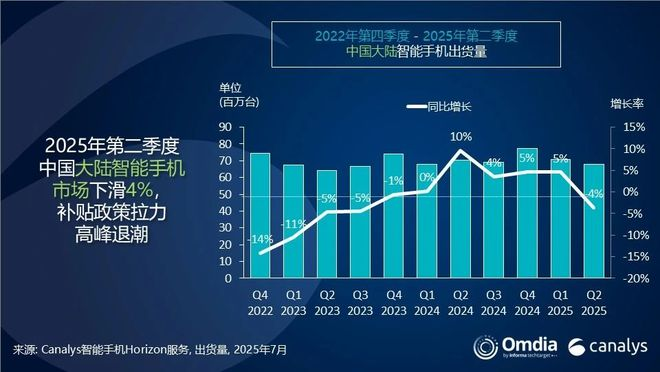 2022年第四季度 - 2025年第二季度
中国大陆智能手机出货量
2025年第二季度
中国大陆智能手机
市场下滑4%,
补贴政策拉力
高峰退潮
单位
(百万台)
同比增长
增长率
90
80
70
60
50
40
30
20
10
0
-14%
-11%
-5%
-5%
-1%
0%
10%
4%
5%
5%
-4%
15%
10%
5%
0%
-5%
-10%
-15%
-20%
Q4 Q1 Q2 Q3 Q4 Q1 Q2 Q3 Q4 Q1 Q2
2022 2023 2023 2023 2023 2024 2024 2024 2024 2025 2025
来源: Canalys智能手机Horizon服务, 出货量, 2025年7月
Omdia
by informa techtarget
canalys